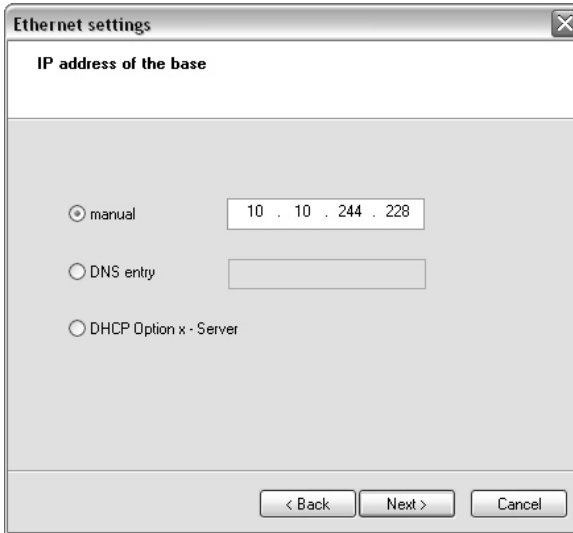 Ethernet settings
IP address of the base
manual 10 . 10 . 244 . 228
DNS entry
DHCP Option x - Server
< Back Next > Cancel